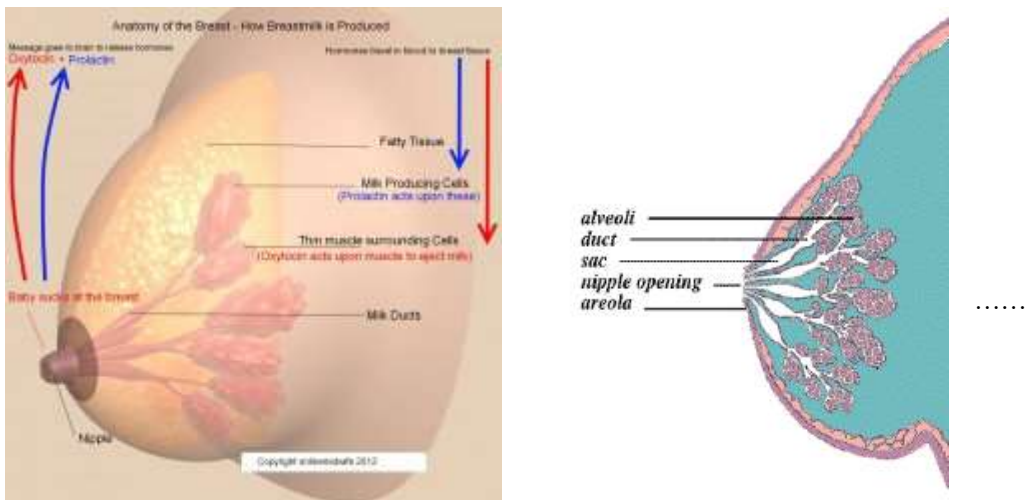 Anatomy of the Breast - How Breastmilk is Produced
Message goes to brain to release hormones
Oxytocin + Prolactin
Hormones travel in blood to breast tissue
Fatty Tissue
Milk Producing Cells
(Prolactin acts upon these)
Thin muscle surrounding Cells
(Oxytocin acts upon muscle to eject milk)
Baby sucks at the breast
Milk Ducts
Nipple
Copyright 2012
alveoli
duct
sac
nipple opening
areola
......